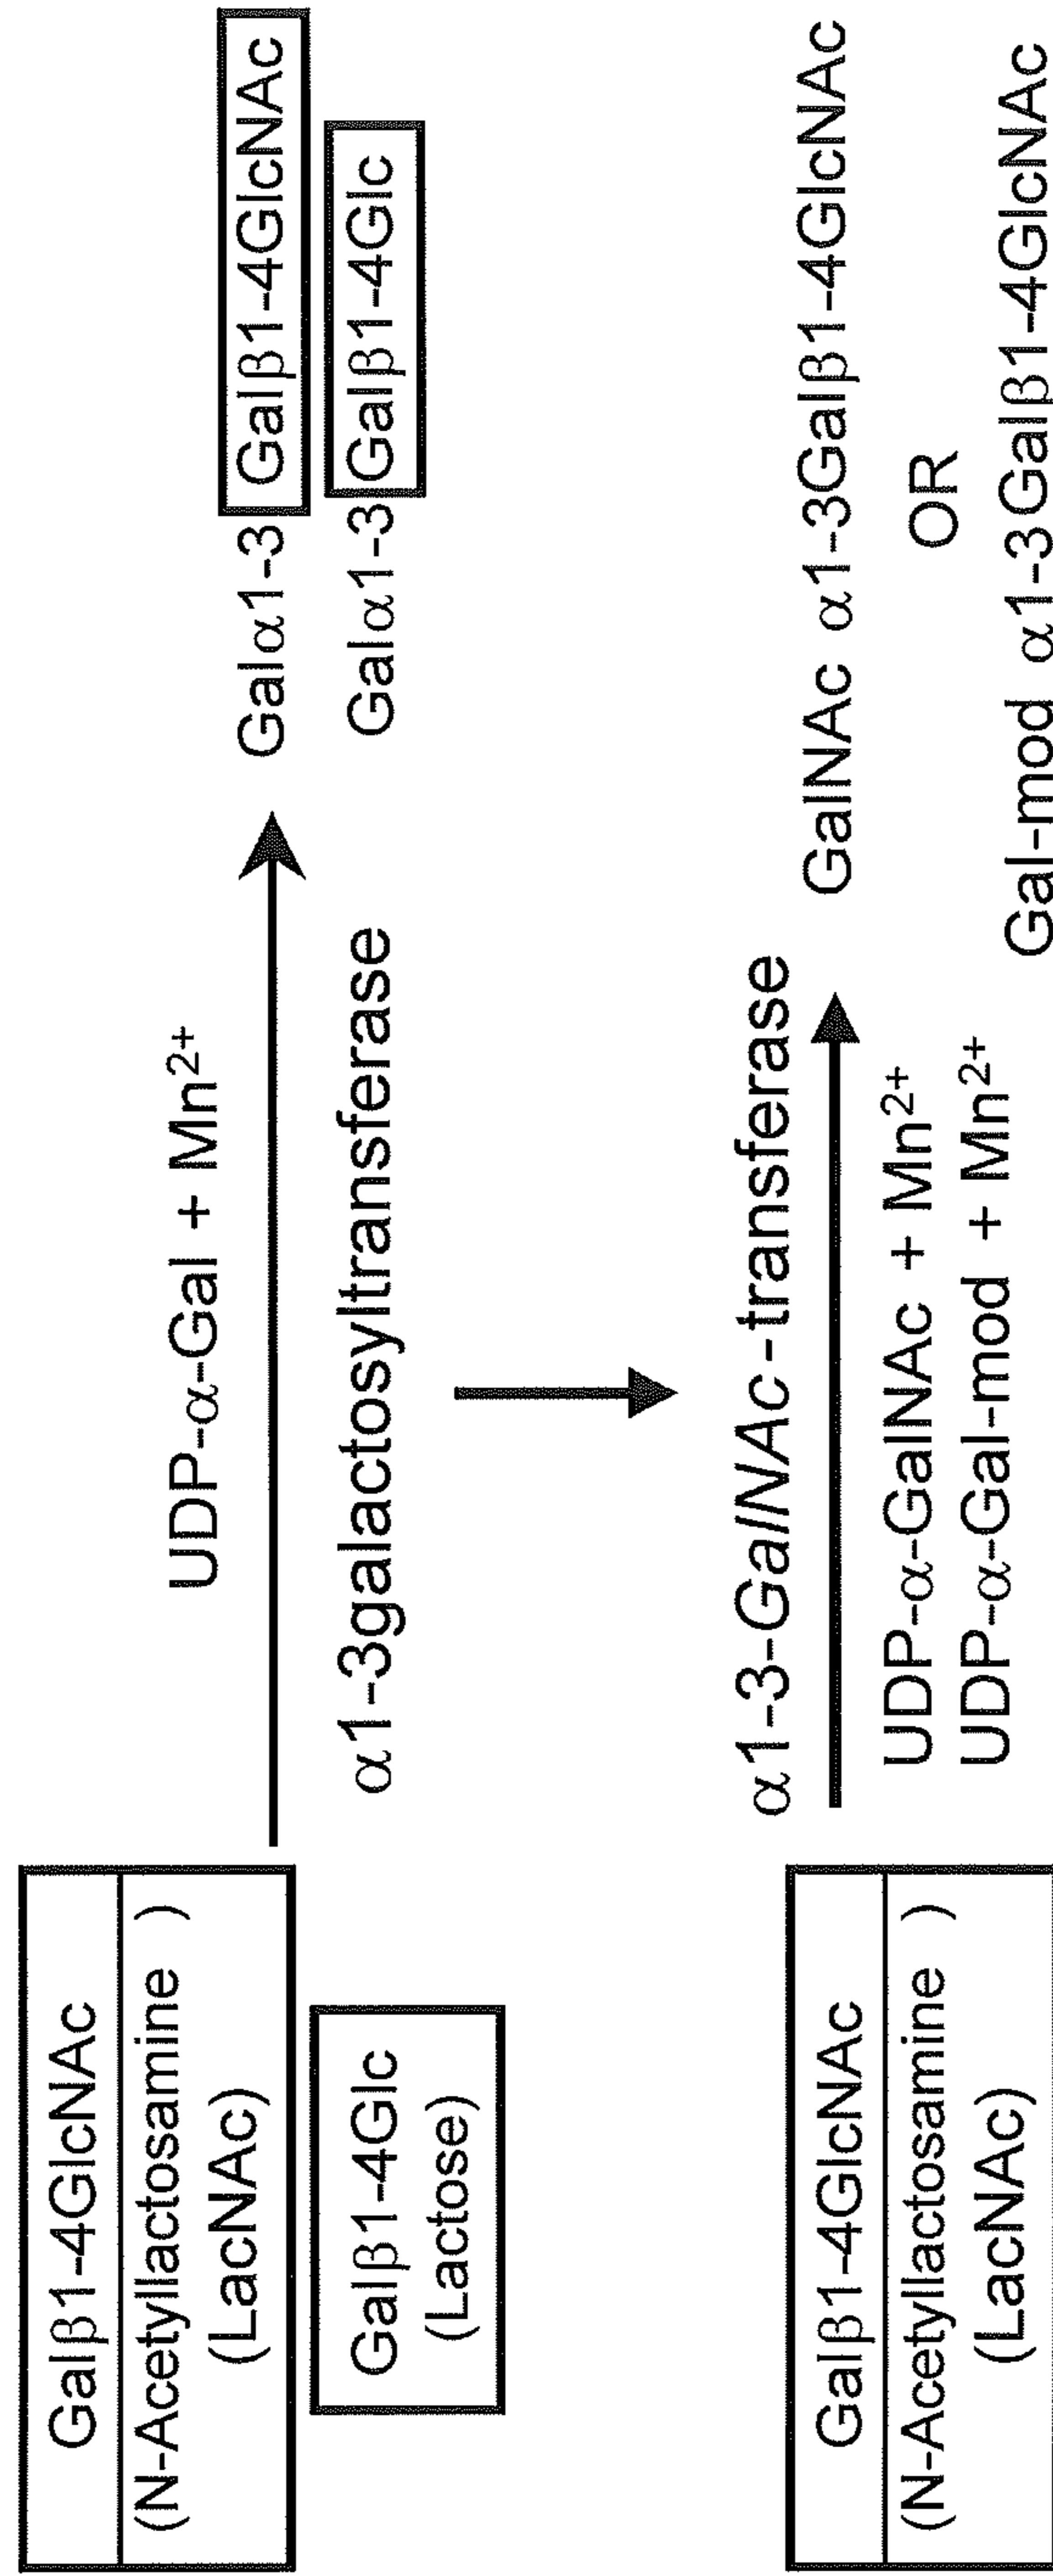 Galβ1-4GlcNAc
(N-Acetyllactosamine )
(LacNAc)
Galβ1-4Glc
(Lactose)
UDP-α-Gal + Mn2+
α1-3galactosyltransferase
Galα1-3 Galβ1-4GlcNAc
Galα1-3 Galβ1-4Glc
Galβ1-4GlcNAc
(N-Acetyllactosamine )
(LacNAc)
α1-3-GalNAc-transferase
UDP-α-GalNAc + Mn2+
UDP-α-Gal-mod + Mn2+
GalNAc α1-3Galβ1-4GlcNAc
OR
Gal-mod α1-3Galβ1-4GlcNAc